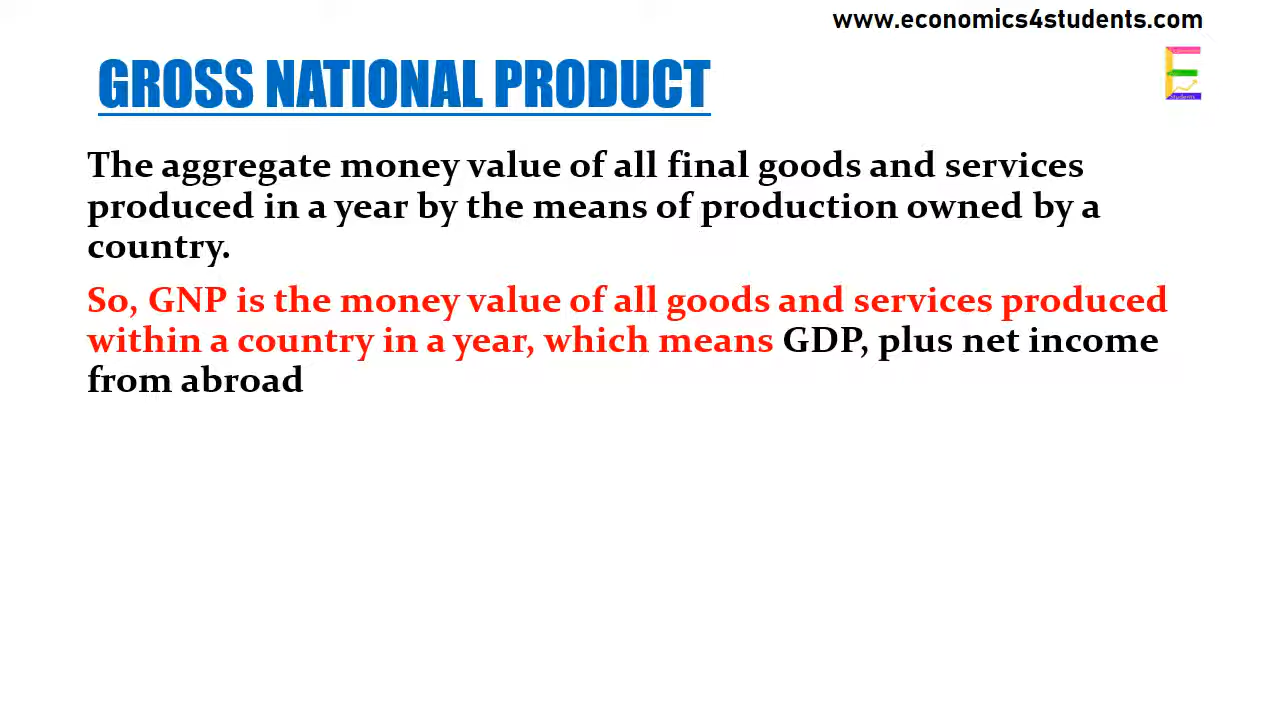 www.economics4students.com
GROSS NATIONAL PRODUCT
The aggregate money value of all final goods and services
produced in a year by the means of production owned by a
country.
So, GNP is the money value of all goods and services produced
within a country in a year, which means GDP, plus net income
from abroad